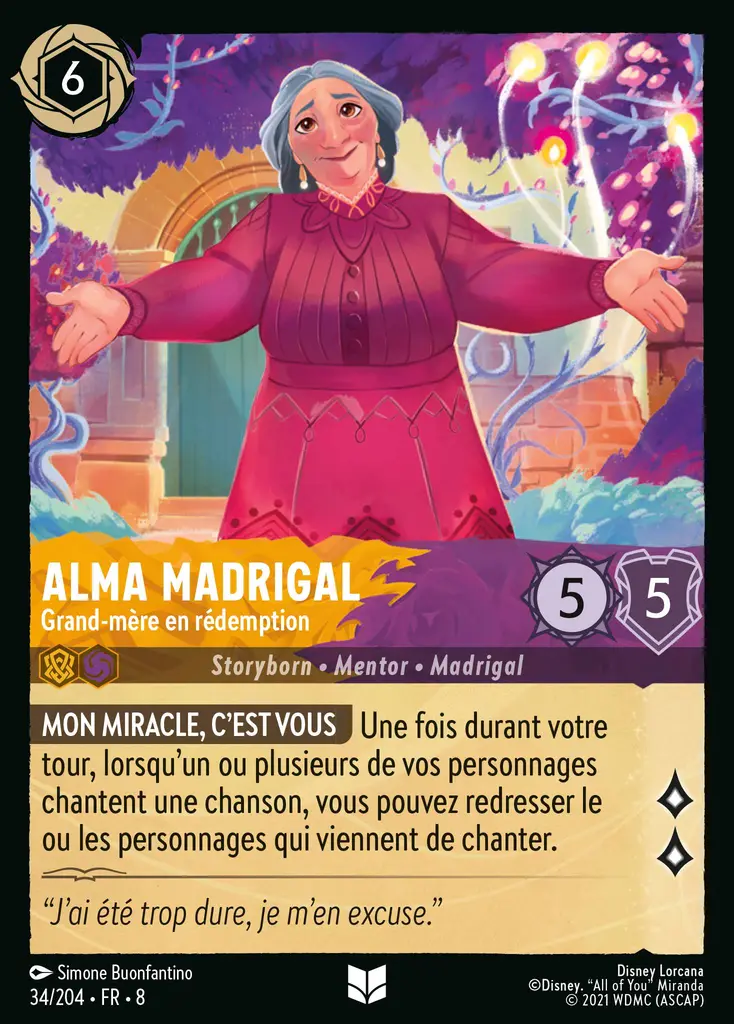 6
ALMA MADRIGAL
Grand-mère en rédemption
5
5
Storyborn • Mentor • Madrigal
MON MIRACLE, C'EST VOUS Une fois durant votre
tour, lorsqu'un ou plusieurs de vos personnages
chantent une chanson, vous pouvez redresser le
ou les personnages qui viennent de chanter.
“J'ai été trop dure, je m'en excuse.”
Simone Buonfantino
34/204 • FR • 8
Disney Lorcana
©Disney. “All of You” Miranda
© 2021 WDMC (ASCAP)